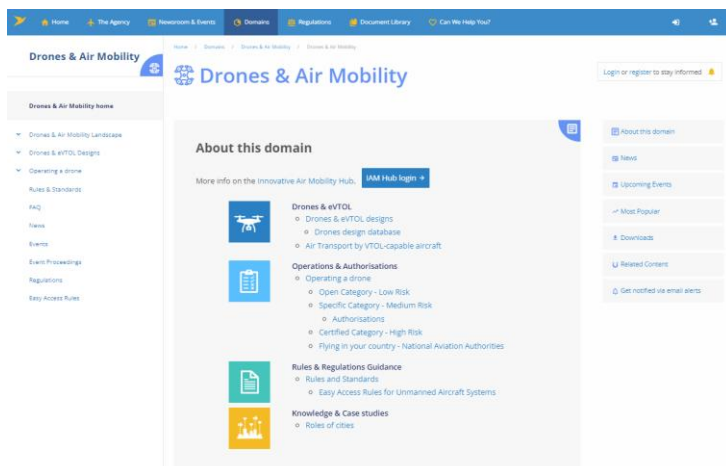 Home
The Agency
Newsroom & Events
Domains
Regulations
Document Library
Can We Help You?
Drones & Air Mobility
Drones & Air Mobility home
Drones & Air Mobility Landscape
Drones & eVTOL Designs
Operating a drone
Rules & Standards
FAQ
News
Events
Event Proceedings
Regulations
Easy Access Rules
Home / Domains / Drones & Air Mobility / Drones & Air Mobility
Drones & Air Mobility
About this domain
More info on the Innovative Air Mobility Hub. IAM Hub login
Drones & eVTOL
Drones & eVTOL designs
Drones design database
Air Transport by VTOL-capable aircraft
Operations & Authorisations
Operating a drone
Open Category - Low Risk
Specific Category - Medium Risk
Authorisations
Certified Category - High Risk
Flying in your country - National Aviation Authorities
Rules & Regulations Guidance
Rules and Standards
Easy Access Rules for Unmanned Aircraft Systems
Knowledge & Case studies
Roles of cities
Login or register to stay informed
About this domain
News
Upcoming Events
Most Popular
Downloads
Related Content
Get notified via email alerts